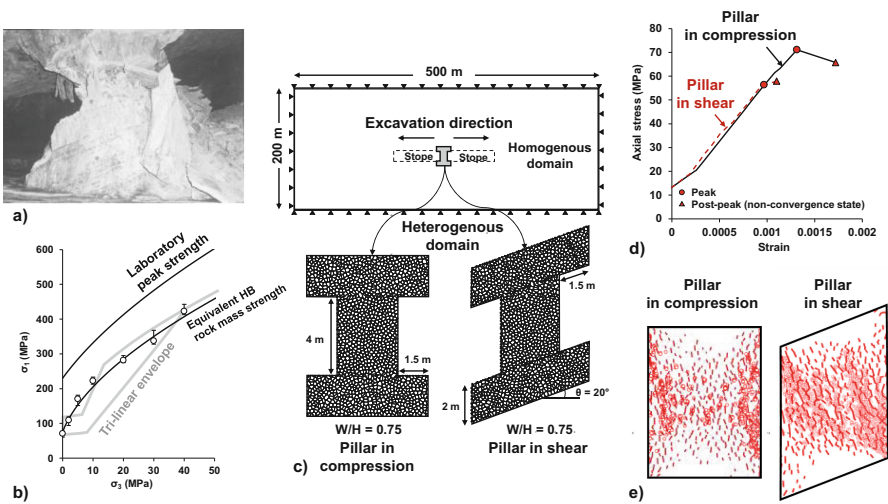 a)
600
500
400
300
200
100
0
0
10
20
30
40
50
σ₁ (MPa)
σ₃ (MPa)
Laboratory
peak strength
Equivalent HB
rock mass strength
Tri-linear envelope
b)
500 m
200 m
Excavation direction
Stope
Stope
Homogenous
domain
Heterogenous
domain
4 m
1.5 m
1.5 m
2 m
θ = 20°
W/H = 0.75
Pillar in
compression
W/H = 0.75
Pillar in shear
c)
Pillar
in compression
Pillar
in shear
80
70
60
50
40
30
20
10
0
Axial stress (MPa)
Peak
Post-peak (non-convergence state)
0
0.0005
0.001
0.0015
0.002
Strain
d)
Pillar
in compression
Pillar
in shear
e)